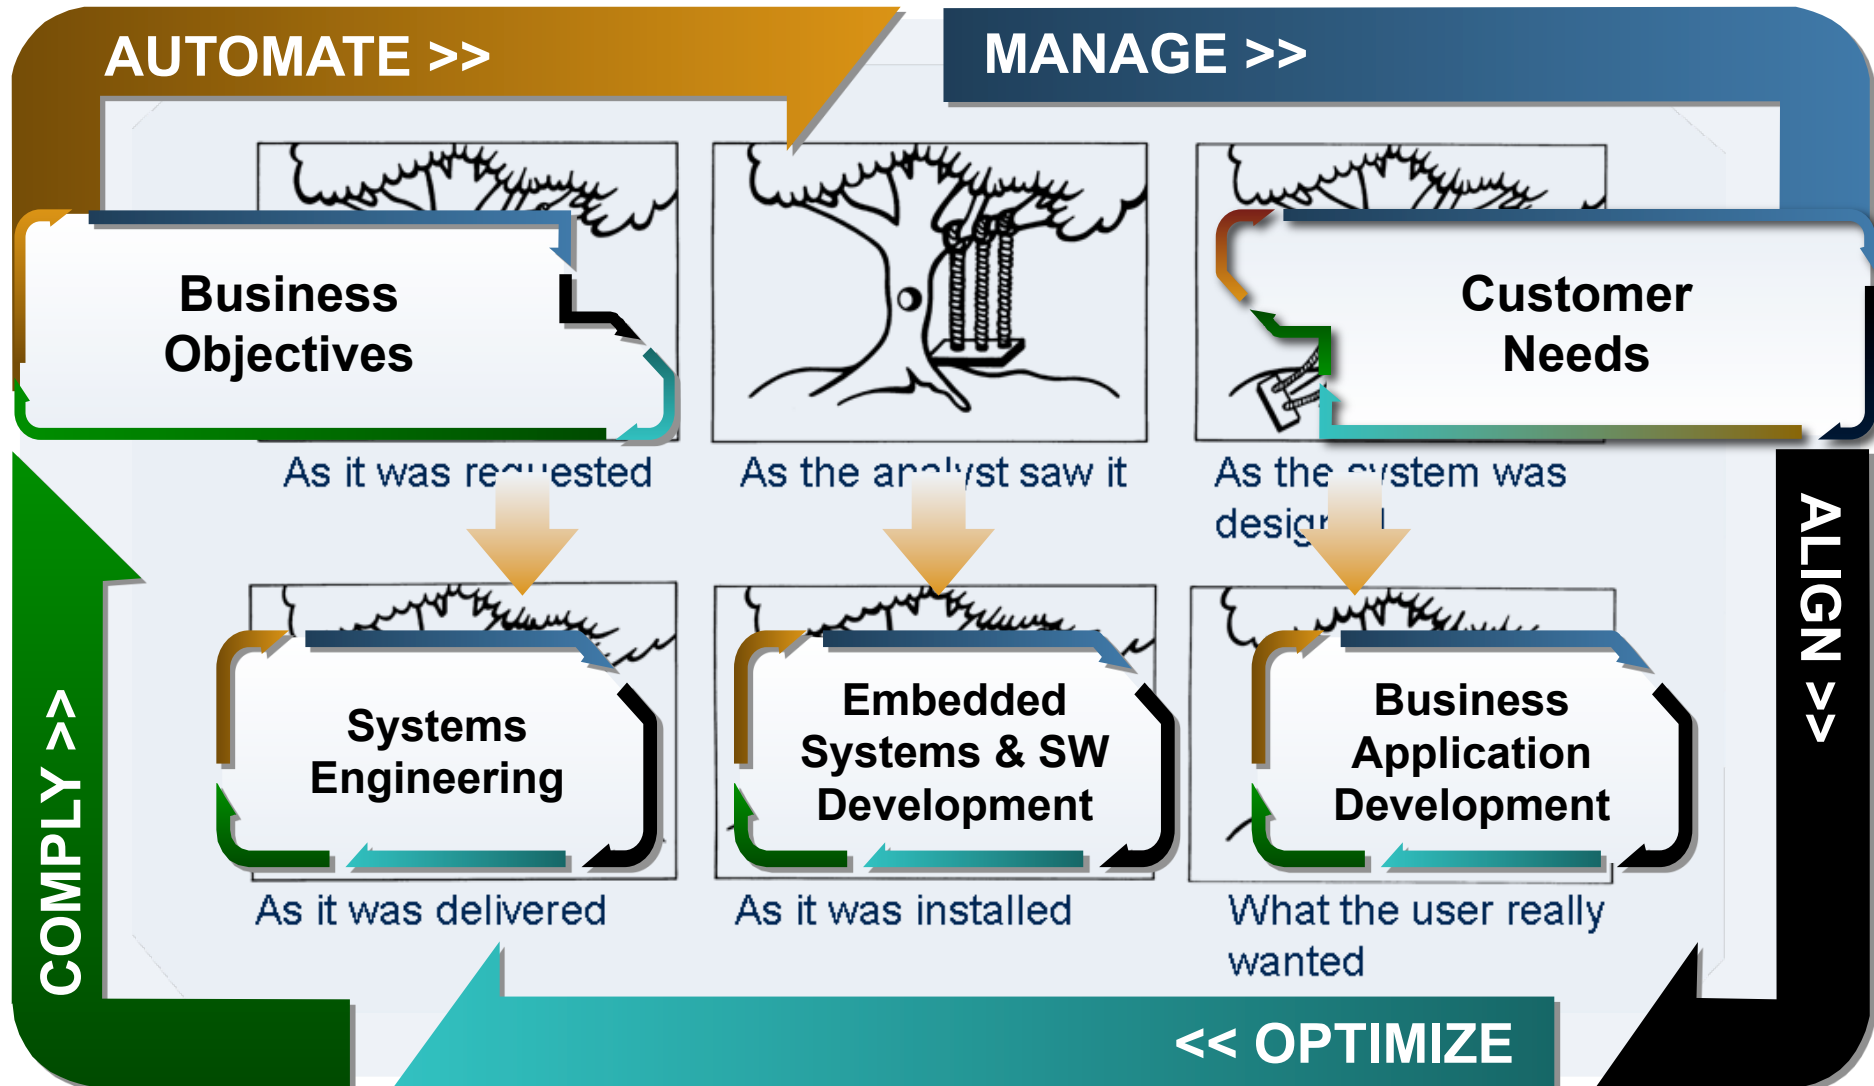 AUTOMATE >>
MANAGE >>
Business
Objectives
Customer
Needs
As it was requested
As the analyst saw it
As the system was
designed
ALIGN >>
Systems
Engineering
Embedded
Systems & SW
Development
Business
Application
Development
COMPLY >>
As it was delivered
As it was installed
What the user really
wanted
<< OPTIMIZE